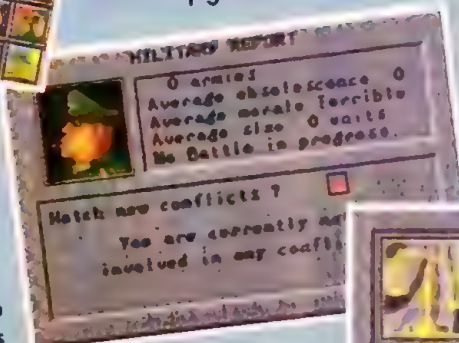 MILITARY REPORT
0 armies
Average obsolescence 0
Average morale Terrible
Average size 0 units
No Battle in progress.
Watch new conflicts ?
You are currently
involved in any